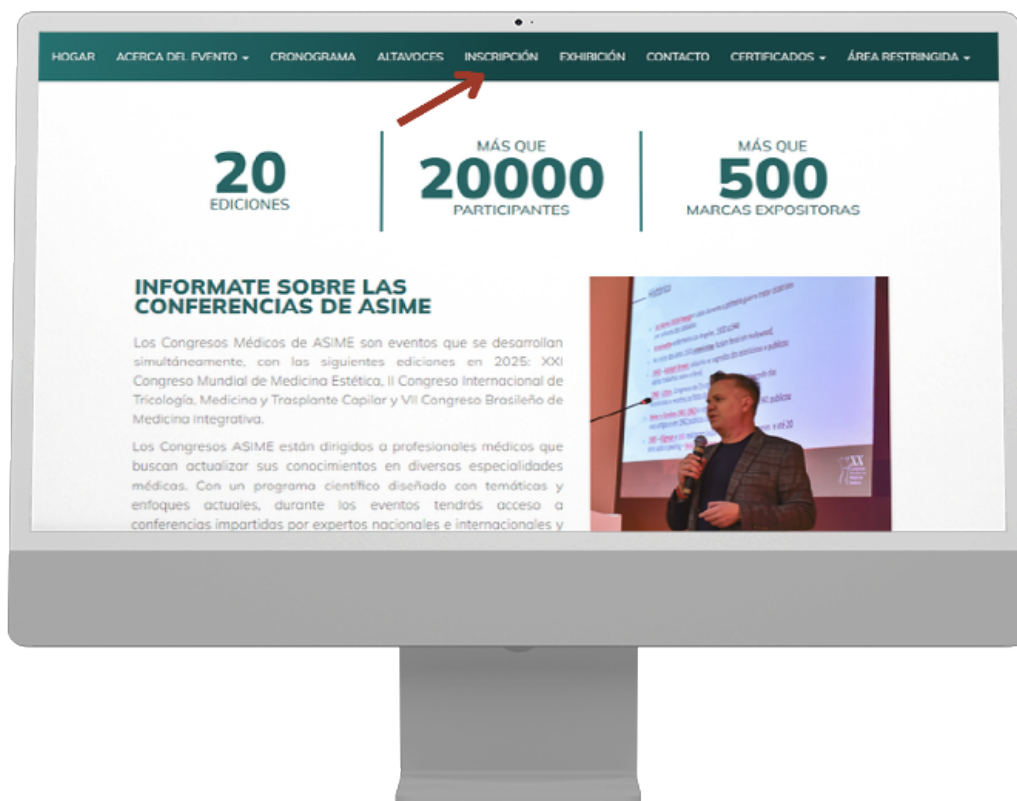 HOGAR ACERCA DEL EVENTO CRONOGRAMA ALTAVOCES INSCRIPCIÓN EXHIBICIÓN CONTACTO CERTIFICADOS ÁREA RESTRINGIDA
20
EDICIONES
MÁS QUE
20000
PARTICIPANTES
MÁS QUE
500
MARCAS EXPOSITORAS
INFORMATE SOBRE LAS
CONFERENCIAS DE ASIME
Los Congresos Médicos de ASIME son eventos que se desarrollan
simultáneamente, con las siguientes ediciones en 2025: XXI
Congreso Mundial de Medicina Estética, II Congreso Internacional de
Tricología, Medicina y Trasplante Capilar y VII Congreso Brasileño de
Medicina Integrativa.
Los Congresos ASIME están dirigidos a profesionales médicos que
buscan actualizar sus conocimientos en diversas especialidades
médicas. Con un programa científico diseñado con temáticas y
enfoques actuales, durante los eventos tendrás acceso a
conferencias impartidas por expertos nacionales e internacionales y
Histórico
XX